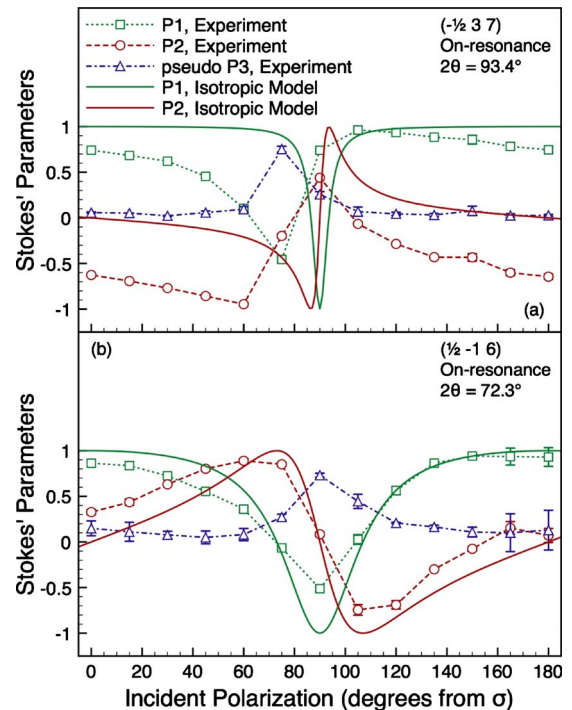 P1, Experiment
P2, Experiment
pseudo P3, Experiment
P1, Isotropic Model
P2, Isotropic Model
(-½ 3 7)
On-resonance
2θ = 93.4°
Stokes' Parameters
1
0.5
0
-0.5
-1
(a)
(b)
(½ -1 6)
On-resonance
2θ = 72.3°
Stokes' Parameters
1
0.5
0
-0.5
-1
0 20 40 60 80 100 120 140 160 180
Incident Polarization (degrees from σ)